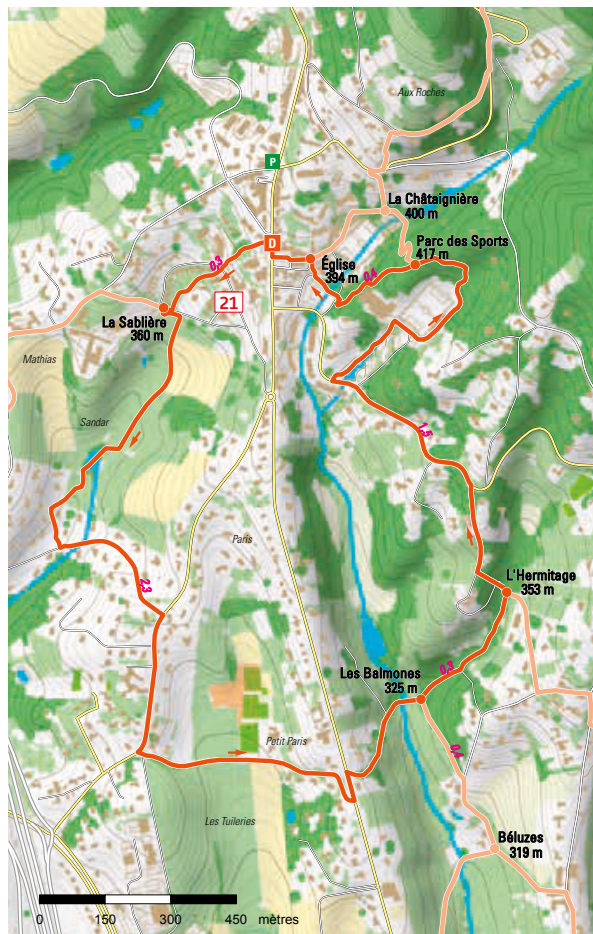 Aux Roches
P
La Châtaignière
400 m
D
Parc des Sports
417 m
Église
394 m
0,3
0,4
21
La Sablière
360 m
Mathias
Sandar
1,5
Paris
2,3
L'Hermitage
353 m
Les Balmones
325 m
0,3
Petit Paris
0,4
Les Tuileries
Béluzes
319 m
0 150 300 450 mètres